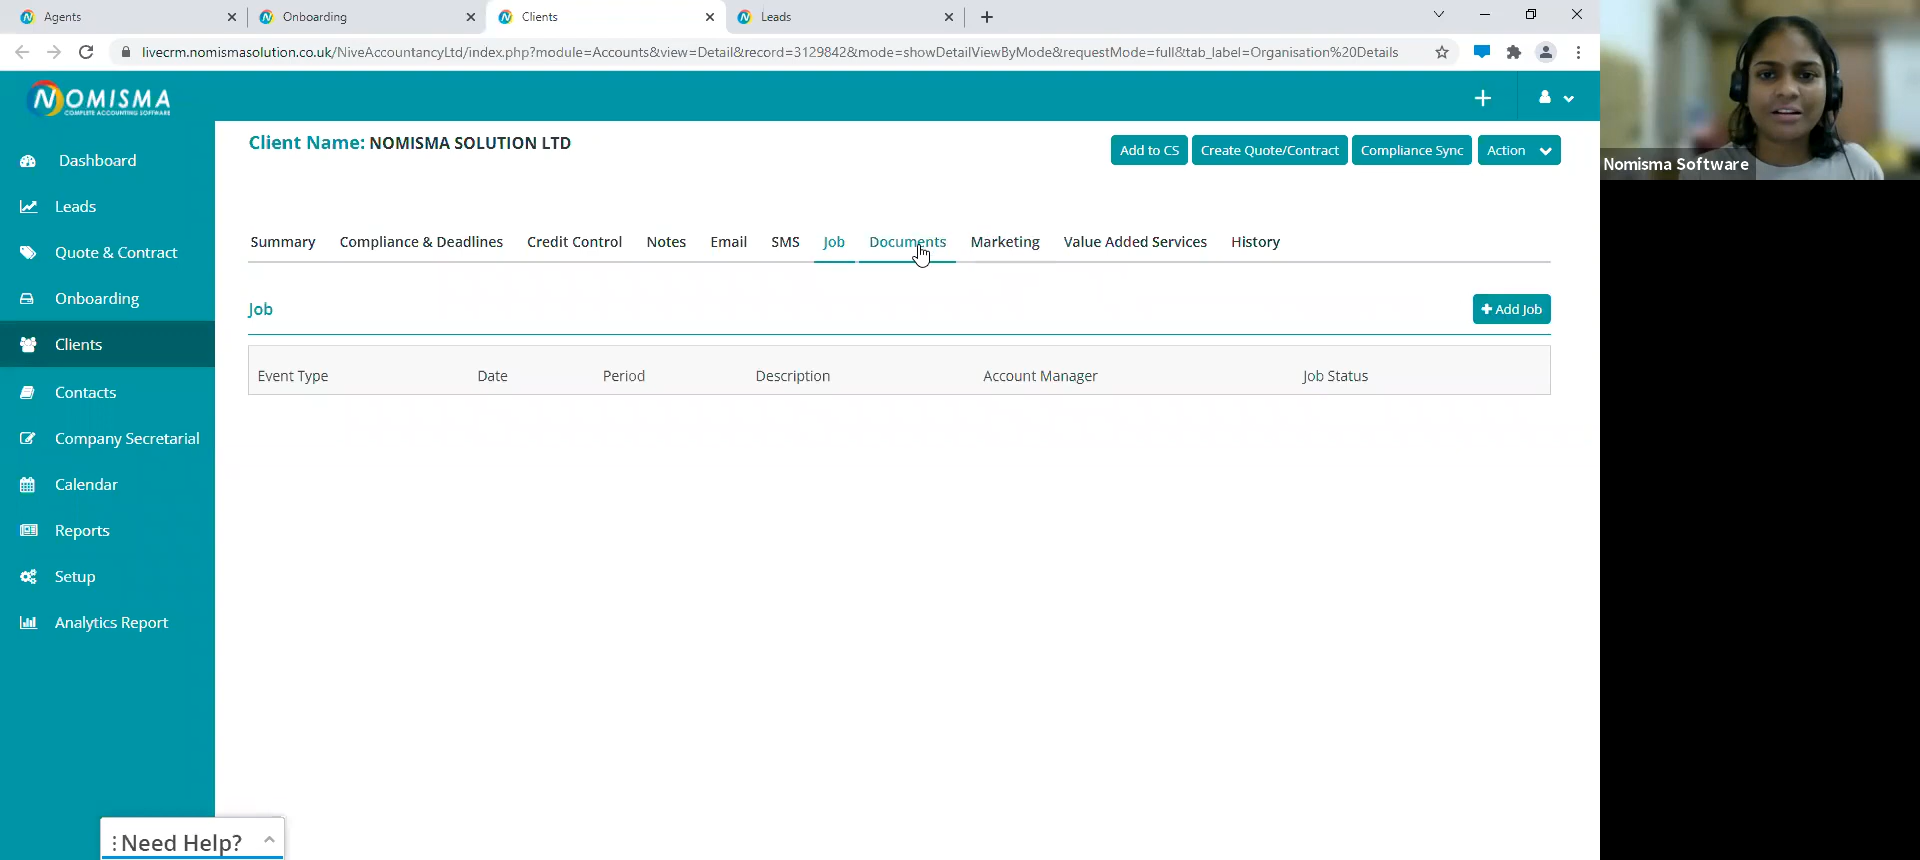 Agents
Onboarding
Clients
Leads
livecrm.nomismasolution.co.uk/NiveAccountancyLtd/index.php?module=Accounts&view=Detail&record=3129842&mode=showDetailViewByMode&requestMode=full&tab_label=Organisation%20Details
NOMISMA
COMPLETE ACCOUNTING SOFTWARE
Dashboard
Leads
Quote & Contract
Onboarding
Clients
Contacts
Company Secretarial
Calendar
Reports
Setup
Analytics Report
Client Name: NOMISMA SOLUTION LTD
Add to CS Create Quote/Contract Compliance Sync Action
Summary Compliance & Deadlines Credit Control Notes Email SMS Job Documents Marketing Value Added Services History
Job
Add Job
Event Type Date Period Description Account Manager Job Status
Need Help?
Nomisma Software